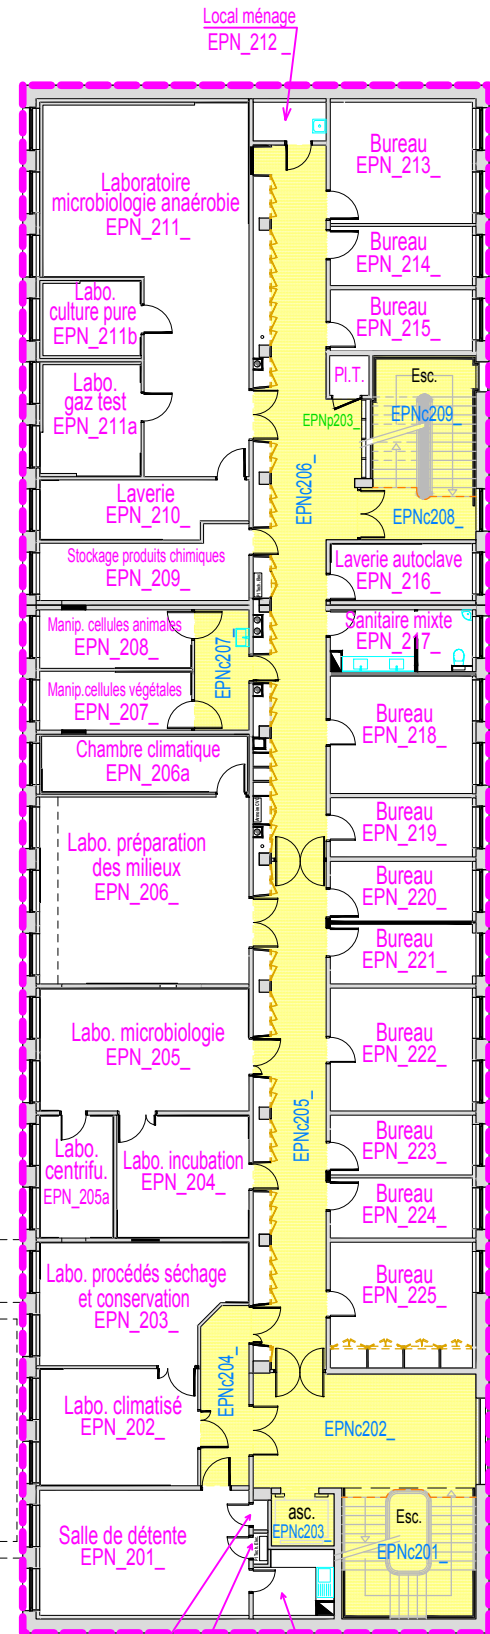 Local ménage
EPN_212_
Laboratoire
microbiologie anaérobie
EPN_211_
Bureau
EPN_213_
Bureau
EPN_214_
Labo.
culture pure
EPN_211b
Bureau
EPN_215_
Labo.
gaz test
EPN_211a
Pl.T.
EPNp203_
Esc.
EPNc209_
EPNc206_
Laverie
EPN_210_
EPNc208_
Stockage produits chimiques
EPN_209_
Laverie autoclave
EPN_216_
Manip. cellules animales
EPN_208_
EPNc207
Sanitaire mixte
EPN_217_
Manip.cellules végétales
EPN_207_
Bureau
EPN_218_
Chambre climatique
EPN_206a
Labo. préparation
des milieux
EPN_206_
Bureau
EPN_219_
Bureau
EPN_220_
Bureau
EPN_221_
Labo. microbiologie
EPN_205_
Bureau
EPN_222_
EPNc205_
Labo.
centrifu.
EPN_205a
Labo. incubation
EPN_204_
Bureau
EPN_223_
Bureau
EPN_224_
Labo. procédés séchage
et conservation
EPN_203_
Bureau
EPN_225_
EPNc204_
Labo. climatisé
EPN_202_
EPNc202_
Salle de détente
EPN_201_
asc.
EPNc203_
Esc.
EPNc201_